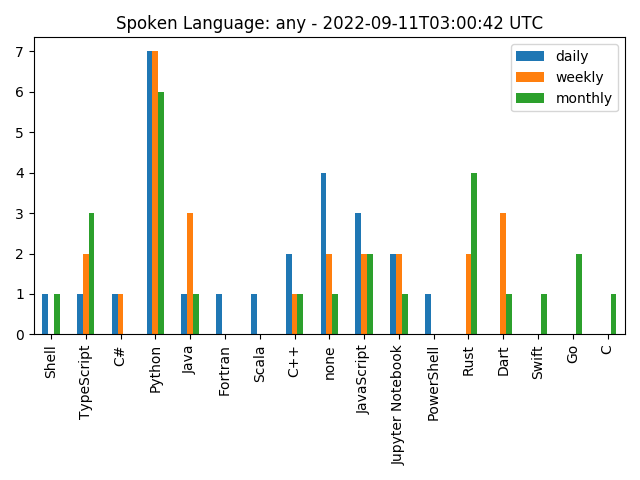 Spoken Language: any - 2022-09-11T03:00:42 UTC
daily
weekly
monthly
7
6
5
4
3
2
1
0
Shell
TypeScript
C#
Python
Java
Fortran
Scala
C++
none
JavaScript
Jupyter Notebook
PowerShell
Rust
Dart
Swift
Go
C